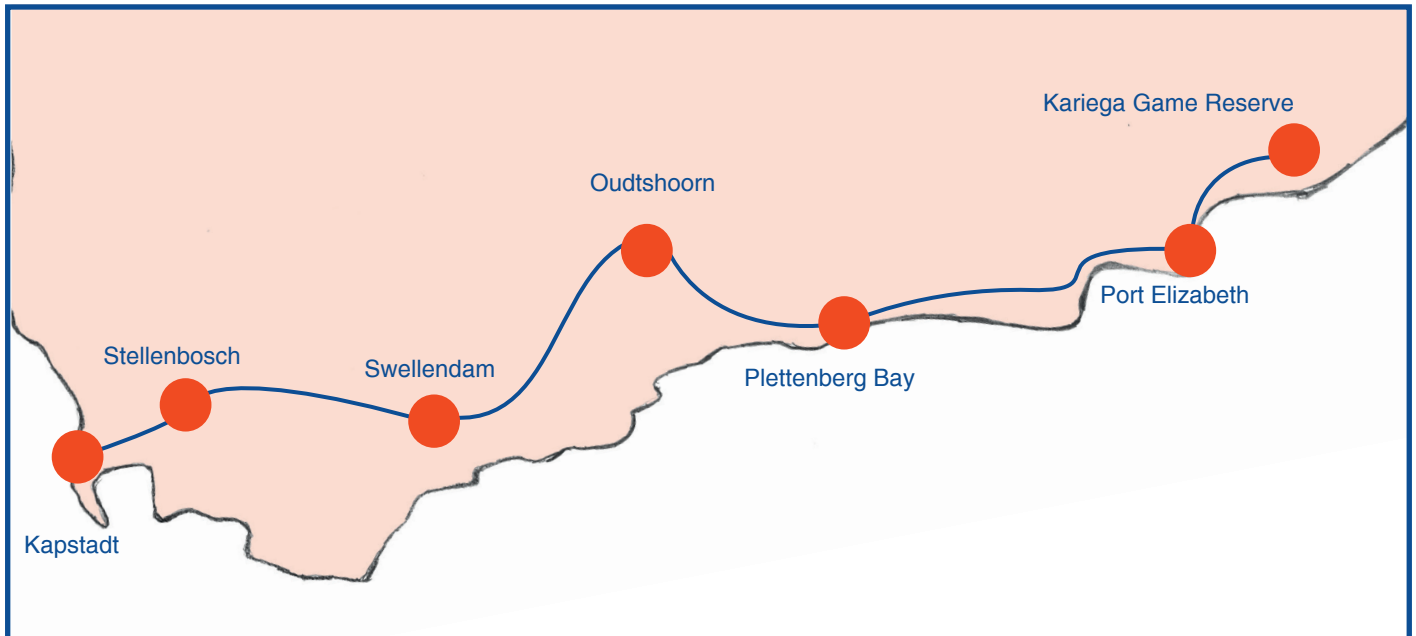 Kariega Game Reserve
Oudtshoorn
Port Elizabeth
Stellenbosch
Swellendam
Plettenberg Bay
Kapstadt